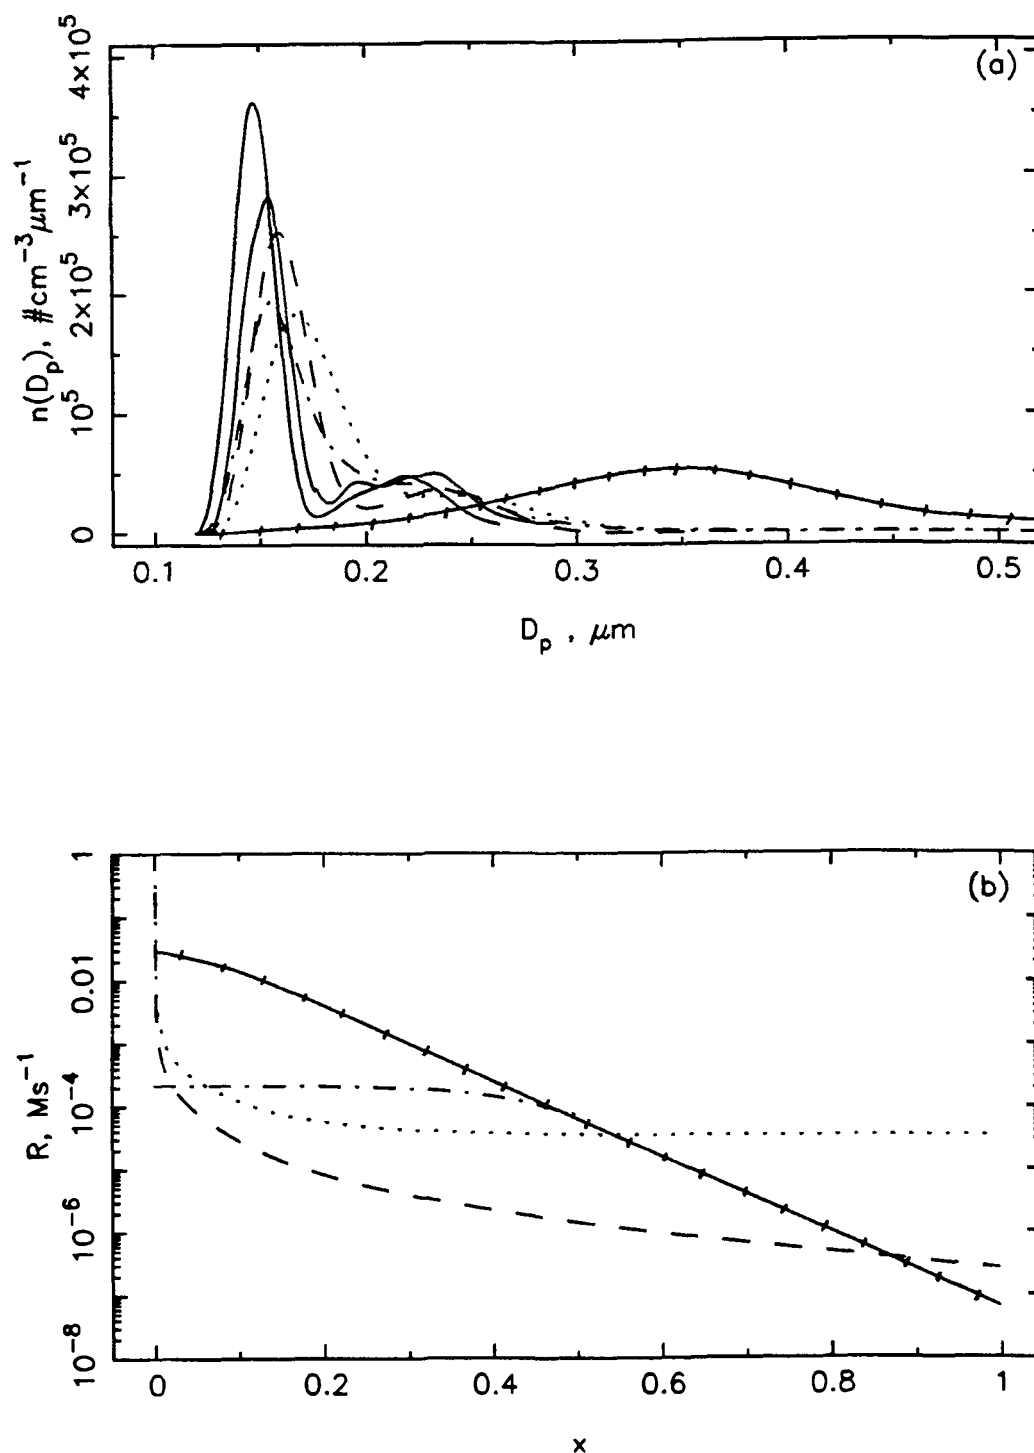 (a)
4×10⁵
3×10⁵
2×10⁵
10⁵
0
n(Dₚ), #cm⁻³μm⁻¹
0.1 0.2 0.3 0.4 0.5
Dₚ , μm
(b)
1
0.01
10⁻⁴
10⁻⁶
10⁻⁸
R, Ms⁻¹
0 0.2 0.4 0.6 0.8 1
x